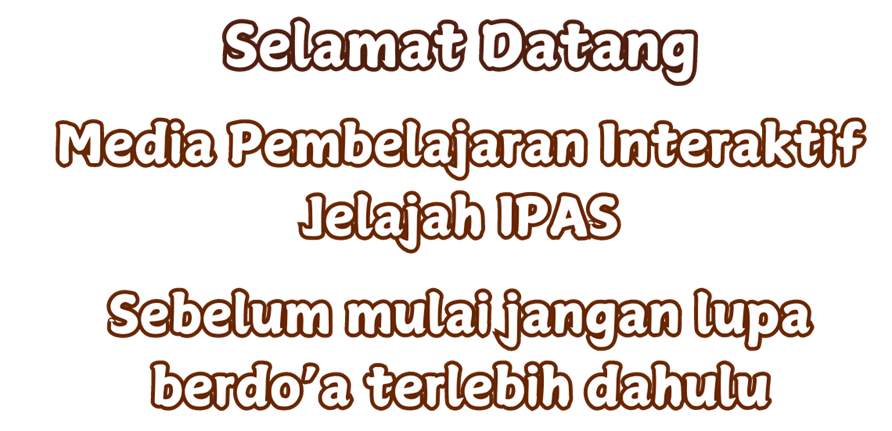 Selamat Datang
Media Pembelajaran Interaktif
Jelajah IPAS
Sebelum mulai jangan lupa
berdo'a terlebih dahulu